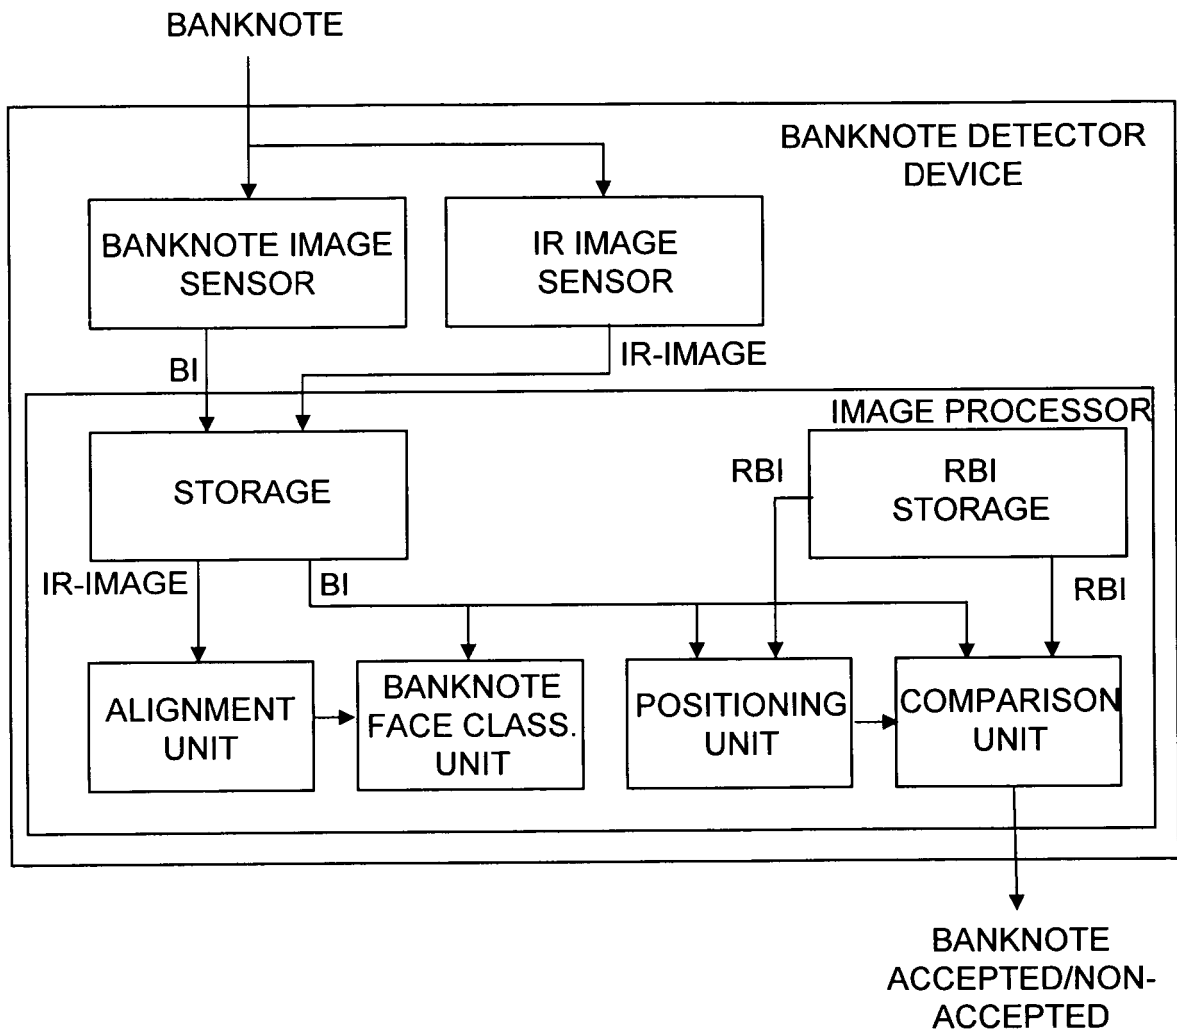 BANKNOTE
BANKNOTE DETECTOR
DEVICE
BANKNOTE IMAGE
SENSOR
IR IMAGE
SENSOR
BI
IR-IMAGE
IMAGE PROCESSOR
STORAGE
RBI
RBI
STORAGE
IR-IMAGE
BI
RBI
ALIGNMENT
UNIT
BANKNOTE
FACE CLASS.
UNIT
POSITIONING
UNIT
COMPARISON
UNIT
BANKNOTE
ACCEPTED/NON-
ACCEPTED